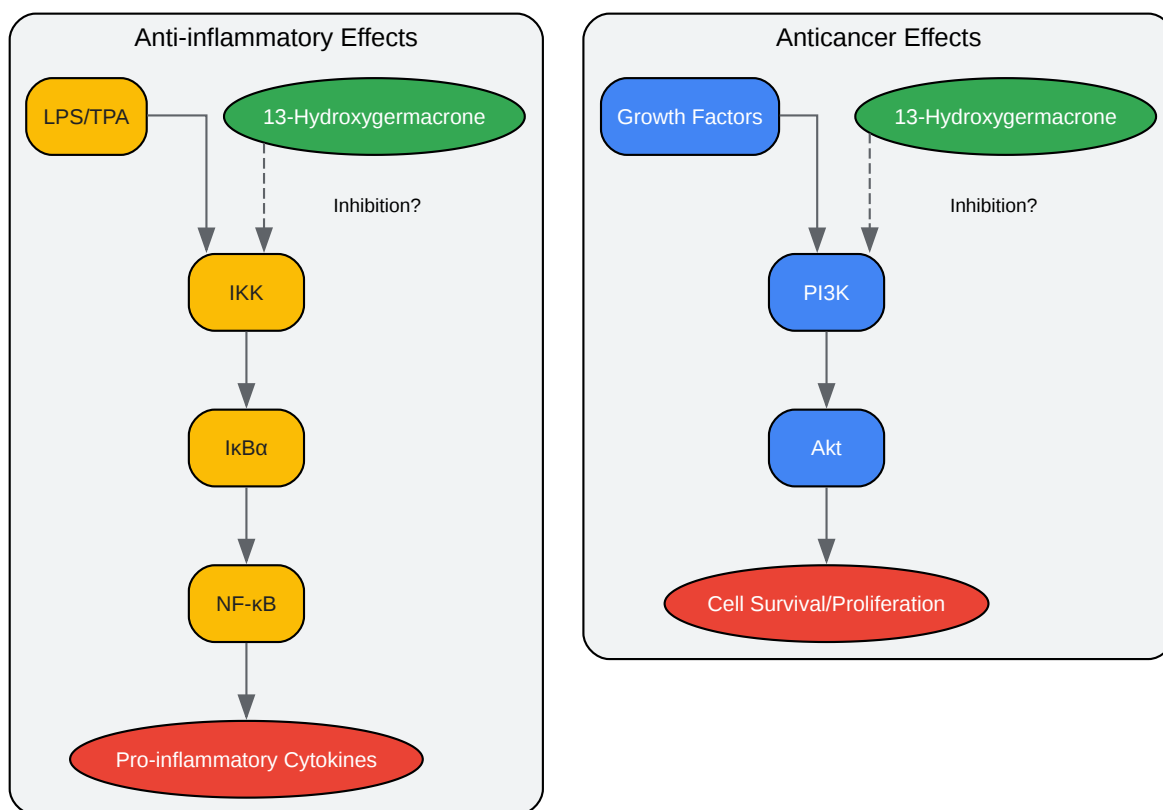 Anti-inflammatory Effects
LPS/TPA
13-Hydroxygermacrone
Inhibition?
IKK
IκBα
NF-κB
Pro-inflammatory Cytokines
Anticancer Effects
Growth Factors
13-Hydroxygermacrone
Inhibition?
PI3K
Akt
Cell Survival/Proliferation